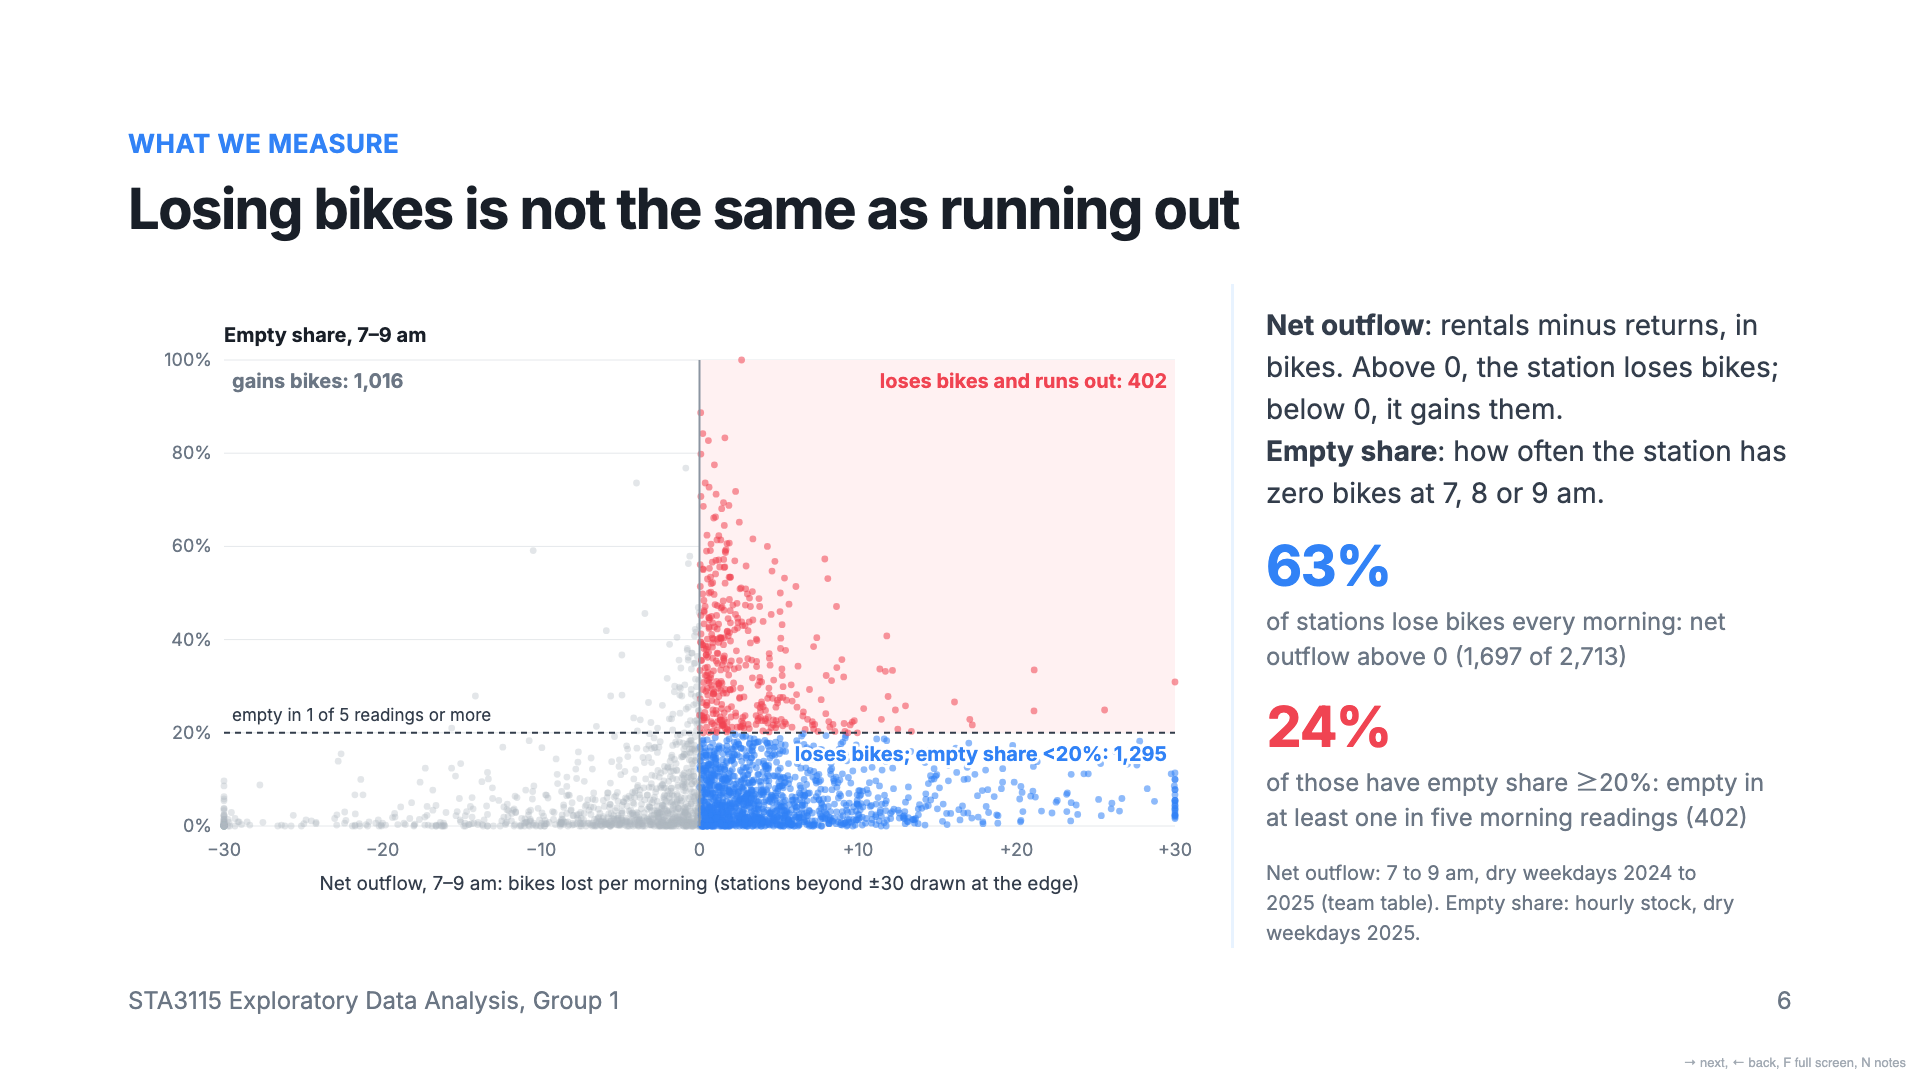 WHAT WE MEASURE
Losing bikes is not the same as running out
Empty share, 7–9 am
100%
80%
60%
40%
20%
0%
gains bikes: 1,016
loses bikes and runs out: 402
empty in 1 of 5 readings or more
loses bikes; empty share <20%: 1,295
−30
−20
−10
0
+10
+20
+30
Net outflow, 7–9 am: bikes lost per morning (stations beyond ±30 drawn at the edge)
Net outflow: rentals minus returns, in
bikes. Above 0, the station loses bikes;
below 0, it gains them.
Empty share: how often the station has
zero bikes at 7, 8 or 9 am.
63%
of stations lose bikes every morning: net
outflow above 0 (1,697 of 2,713)
24%
of those have empty share ≥20%: empty in
at least one in five morning readings (402)
Net outflow: 7 to 9 am, dry weekdays 2024 to
2025 (team table). Empty share: hourly stock, dry
weekdays 2025.
STA3115 Exploratory Data Analysis, Group 1
6
→ next, ← back, F full screen, N notes